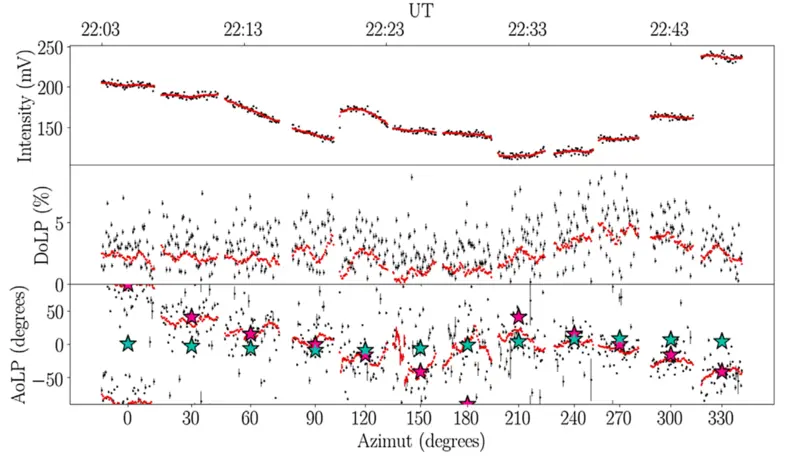 UT
22:03 22:13 22:23 22:33 22:43
250
200
150
Intensity (mV)
5
0
DoLP (%)
50
0
−50
AoLP (degrees)
0 30 60 90 120 150 180 210 240 270 300 330
Azimut (degrees)